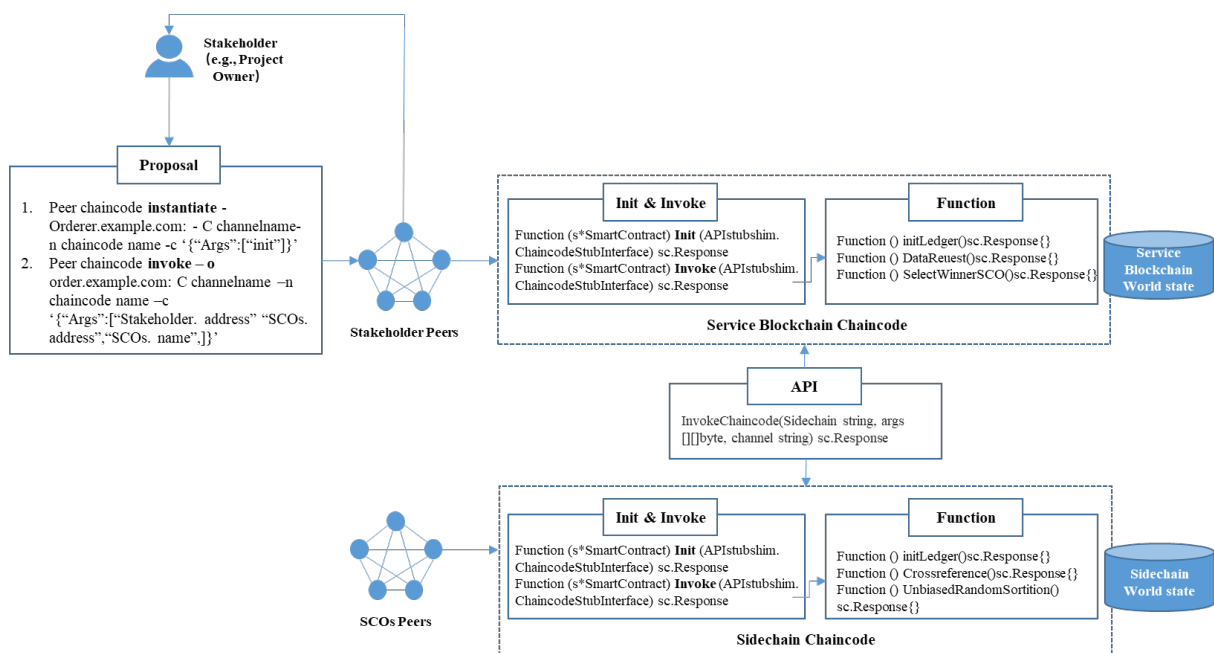 Stakeholder
(e.g., Project
Owner)
Proposal
1. Peer chaincode instantiate -
Orderer.example.com: - C channelname-
n chaincode name -c ‘{“Args”:[“init”]}’
2. Peer chaincode invoke – o
order.example.com: C channelname –n
chaincode name –c
‘{“Args”:[“Stakeholder. address” “SCOs.
address”,“SCOs. name”,]}’
Stakeholder Peers
Init & Invoke
Function (s*SmartContract) Init (APIstubshim.
ChaincodeStubInterface) sc.Response
Function (s*SmartContract) Invoke (APIstubshim.
ChaincodeStubInterface) sc.Response
Function
Function () initLedger()sc.Response{}
Function () DataReuest()sc.Response{}
Function () SelectWinnerSCO()sc.Response{}
Service Blockchain Chaincode
Service
Blockchain
World state
API
InvokeChaincode(Sidechain string, args
[][]byte, channel string) sc.Response
SCOs Peers
Init & Invoke
Function (s*SmartContract) Init (APIstubshim.
ChaincodeStubInterface) sc.Response
Function (s*SmartContract) Invoke (APIstubshim.
ChaincodeStubInterface) sc.Response
Function
Function () initLedger()sc.Response{}
Function () Crossreference()sc.Response{}
Function () UnbiasedRandomSortition()
sc.Response{}
Sidechain Chaincode
Sidechain
World state